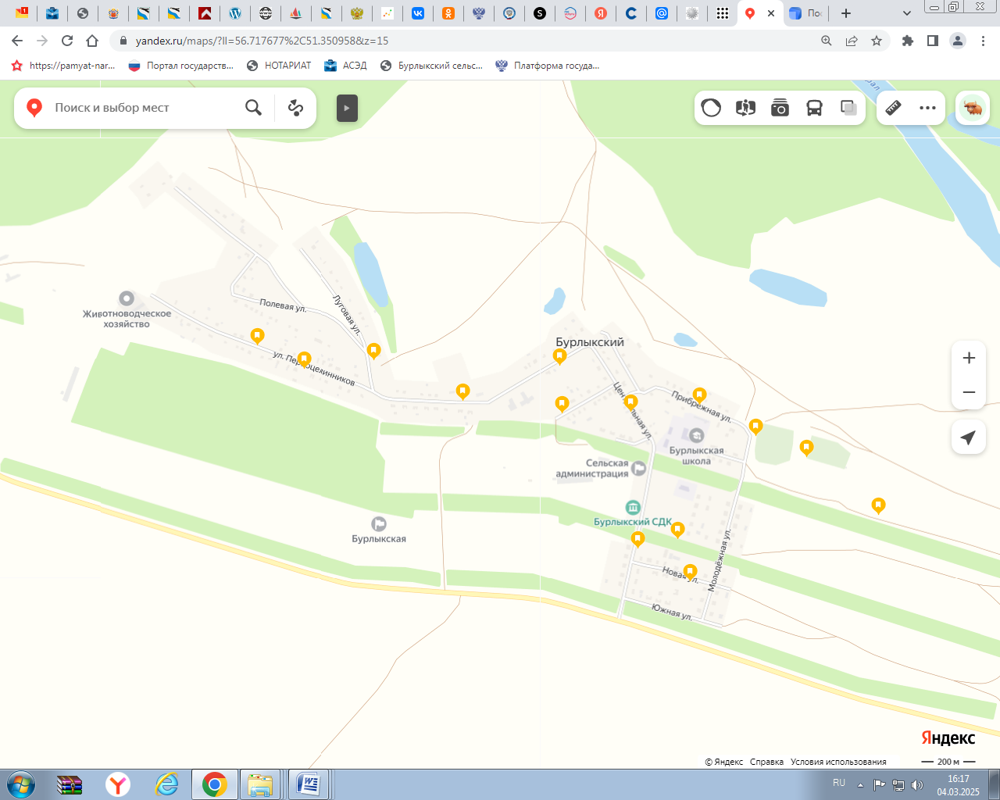 1
Пос
yandex.ru/maps/?ll=56.717677%2C51.350958&z=15
https://pamyat-nar...
Портал государств...
НОТАРИАТ
АСЭД
Бурлыкский сельс...
Платформа госуда...
Поиск и выбор мест
Животноводческое
хозяйство
Полевая ул.
Луговая ул.
ул. Первоцелинников
Бурлыкский
Центральная ул.
Прибрежная ул.
Бурлыкская
школа
Сельская
администрация
Бурлыкский СДК
Бурлыкская
Новая ул.
Молодёжная ул.
Южная ул.
Яндекс
© Яндекс Справка Условия использования
200 м
RU
16:17
04.03.2025